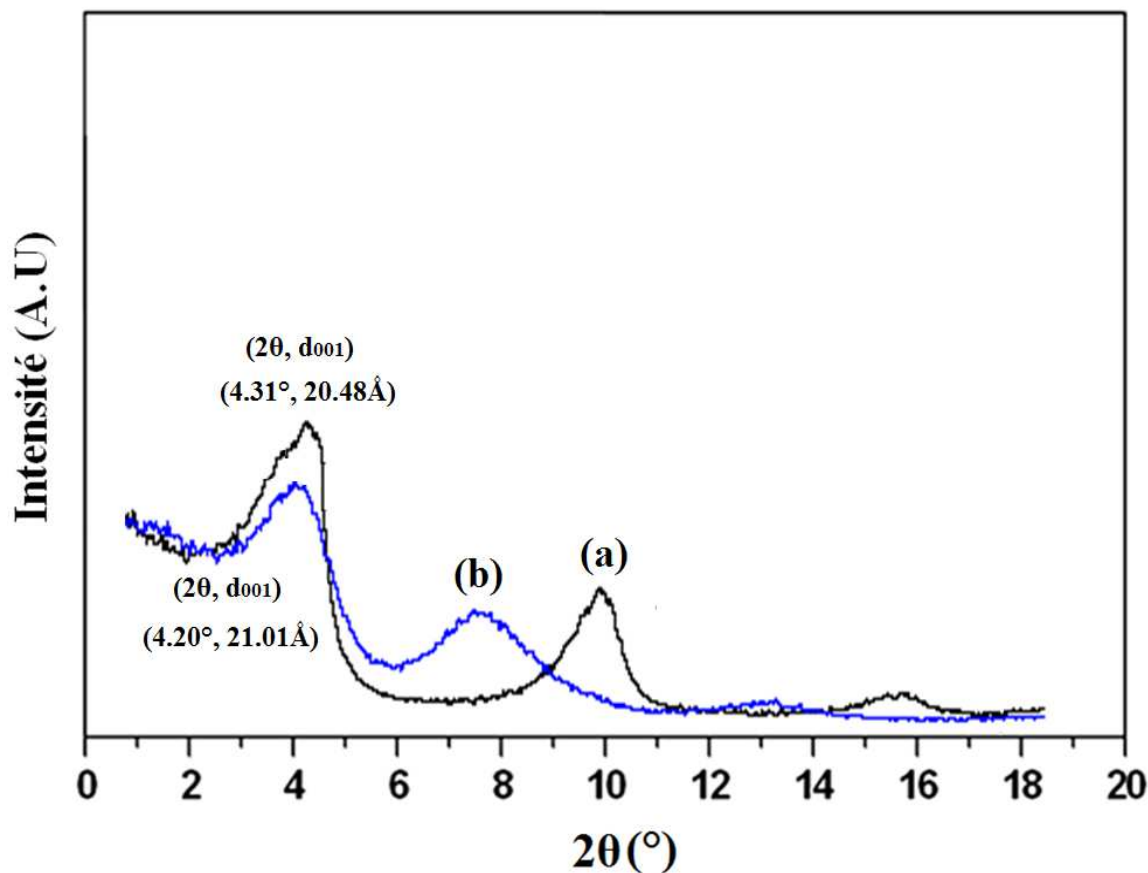 Intensité (A.U)
(2θ, d001)
(4.31°, 20.48Å)
(b)
(a)
(2θ, d001)
(4.20°, 21.01Å)
0 2 4 6 8 10 12 14 16 18 20
2θ (°)